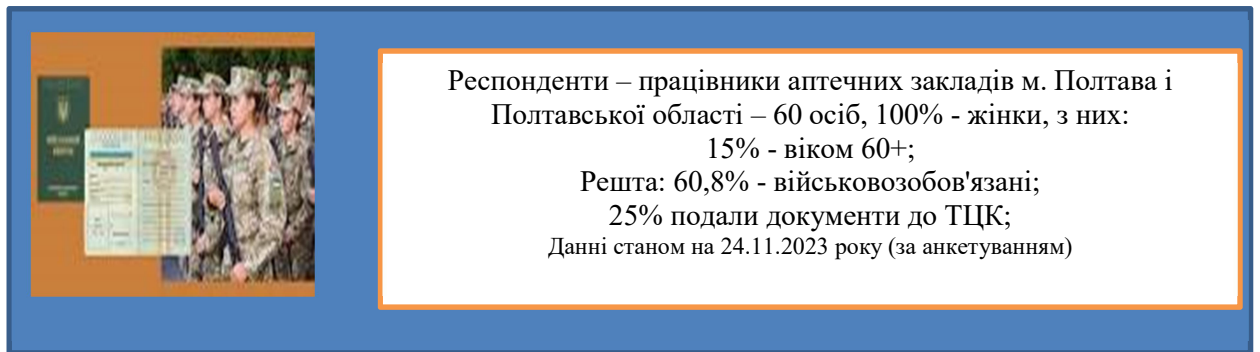 Респонденти – працівники аптечних закладів м. Полтава і
Полтавської області – 60 осіб, 100% - жінки, з них:
15% - віком 60+;
Решта: 60,8% - військовозобов'язані;
25% подали документи до ТЦК;
Данні станом на 24.11.2023 року (за анкетуванням)